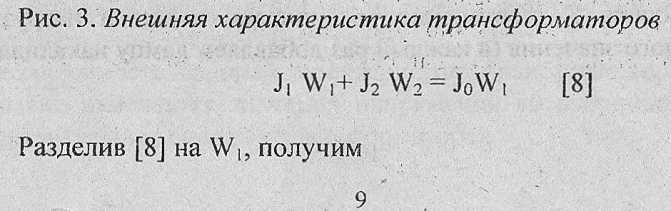 Рис. 3. Внешняя характеристика трансформаторов
J₁ W₁+ J₂ W₂ = J₀W₁ [8]
Разделив [8] на W₁, получим
9